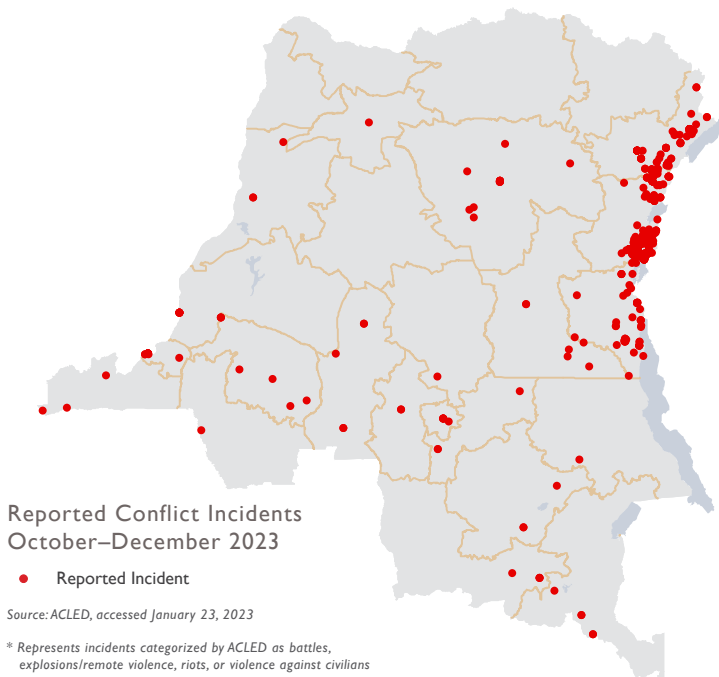 Reported Conflict Incidents
October–December 2023
Reported Incident
Source: ACLED, accessed January 23, 2023
* Represents incidents categorized by ACLED as battles,
explosions/remote violence, riots, or violence against civilians